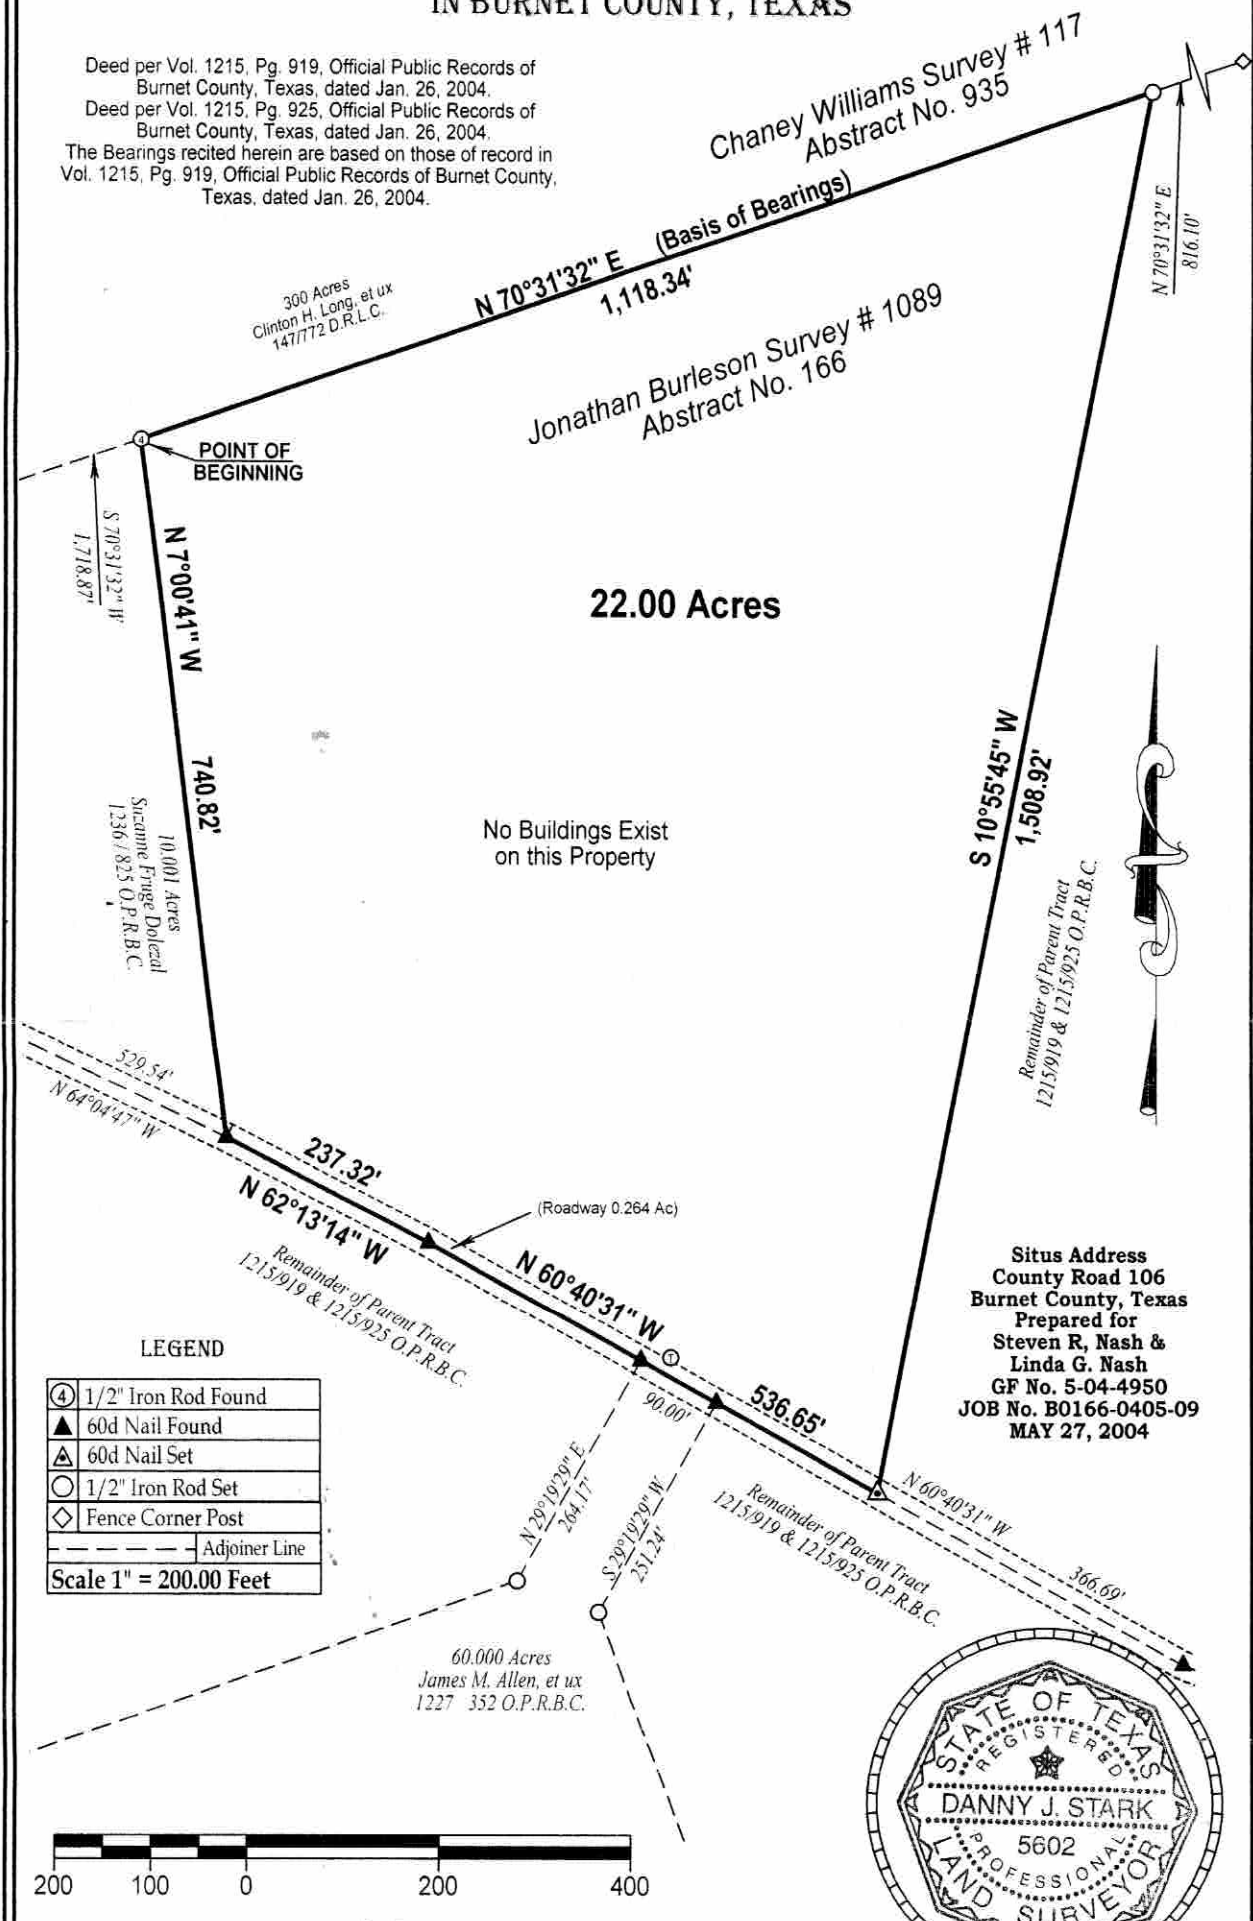 IN BURNET COUNTY, TEXAS
Deed per Vol. 1215, Pg. 919, Official Public Records of
Burnet County, Texas, dated Jan. 26, 2004.
Deed per Vol. 1215, Pg. 925, Official Public Records of
Burnet County, Texas, dated Jan. 26, 2004.
The Bearings recited herein are based on those of record in
Vol. 1215, Pg. 919, Official Public Records of Burnet County,
Texas, dated Jan. 26, 2004.
Chaney Williams Survey # 117
Abstract No. 935
(Basis of Bearings)
N 70°31'32" E
1,118.34'
N 70°31'32" E
816.10'
300 Acres
Clinton H. Long, et ux
147/772 D.R.L.C.
Jonathan Burleson Survey # 1089
Abstract No. 166
4
POINT OF
BEGINNING
S 70°31'32" W
1,718.87'
N 7°00'41" W
740.82'
22.00 Acres
No Buildings Exist
on this Property
S 10°55'45" W
1,508.92'
10.001 Acres
Suzanne Fruge Dolezal
1236 / 825 O.P.R.B.C.
Remainder of Parent Tract
1215/919 & 1215/925 O.P.R.B.C.
529.54'
N 64°04'47" W
237.32'
N 62°13'14" W
(Roadway 0.264 Ac)
N 60°40'31" W
536.65'
Remainder of Parent Tract
1215/919 & 1215/925 O.P.R.B.C.
90.00'
N 29°19'29" E
264.17'
S 29°19'29" W
251.24'
Remainder of Parent Tract
1215/919 & 1215/925 O.P.R.B.C.
N 60°40'31" W
366.69'
Situs Address
County Road 106
Burnet County, Texas
Prepared for
Steven R, Nash &
Linda G. Nash
GF No. 5-04-4950
JOB No. B0166-0405-09
MAY 27, 2004
LEGEND
4 1/2" Iron Rod Found
60d Nail Found
60d Nail Set
1/2" Iron Rod Set
Fence Corner Post
Adjoiner Line
Scale 1" = 200.00 Feet
60.000 Acres
James M. Allen, et ux
1227 352 O.P.R.B.C.
200 100 0 200 400
STATE OF TEXAS
REGISTERED
DANNY J. STARK
5602
PROFESSIONAL
LAND SURVEYOR